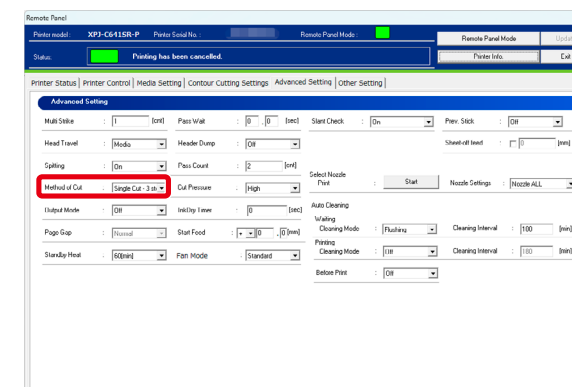 Remote Panel
Printer model : XPJ-C641SR-P Printer Serial No. : Remote Panel Mode : Remote Panel Mode
Status: Printing has been cancelled. Printer Info. Exit
Printer Status Printer Control Media Setting Contour Cutting Settings Advanced Setting Other Setting
Advanced Setting
Multi Strike : 1 [cnt] Pass Wait : 0 . 0 [sec] Slant Check : On Prev. Stick : Off
Head Travel : Media Header Dump : Off Sheet-off feed : 0 [mm]
Spitting : On Pass Count : 2 [cnt]
Select Nozzle
Print : Start Nozzle Settings : Nozzle ALL
Method of Cut : Single Cut - 3 st Cut Pressure : High
Auto Cleaning
Output Mode : Off InkDry Timer : 0 [sec]
Waiting
Cleaning Mode : Flushing Cleaning Interval : 100 [min]
Page Gap : Normal Start Feed : + 0 . 0 [mm]
Printing
Cleaning Mode : Off Cleaning Interval : 180 [min]
Standby Heat : 60[min] Fan Mode : Standard
Before Print : Off